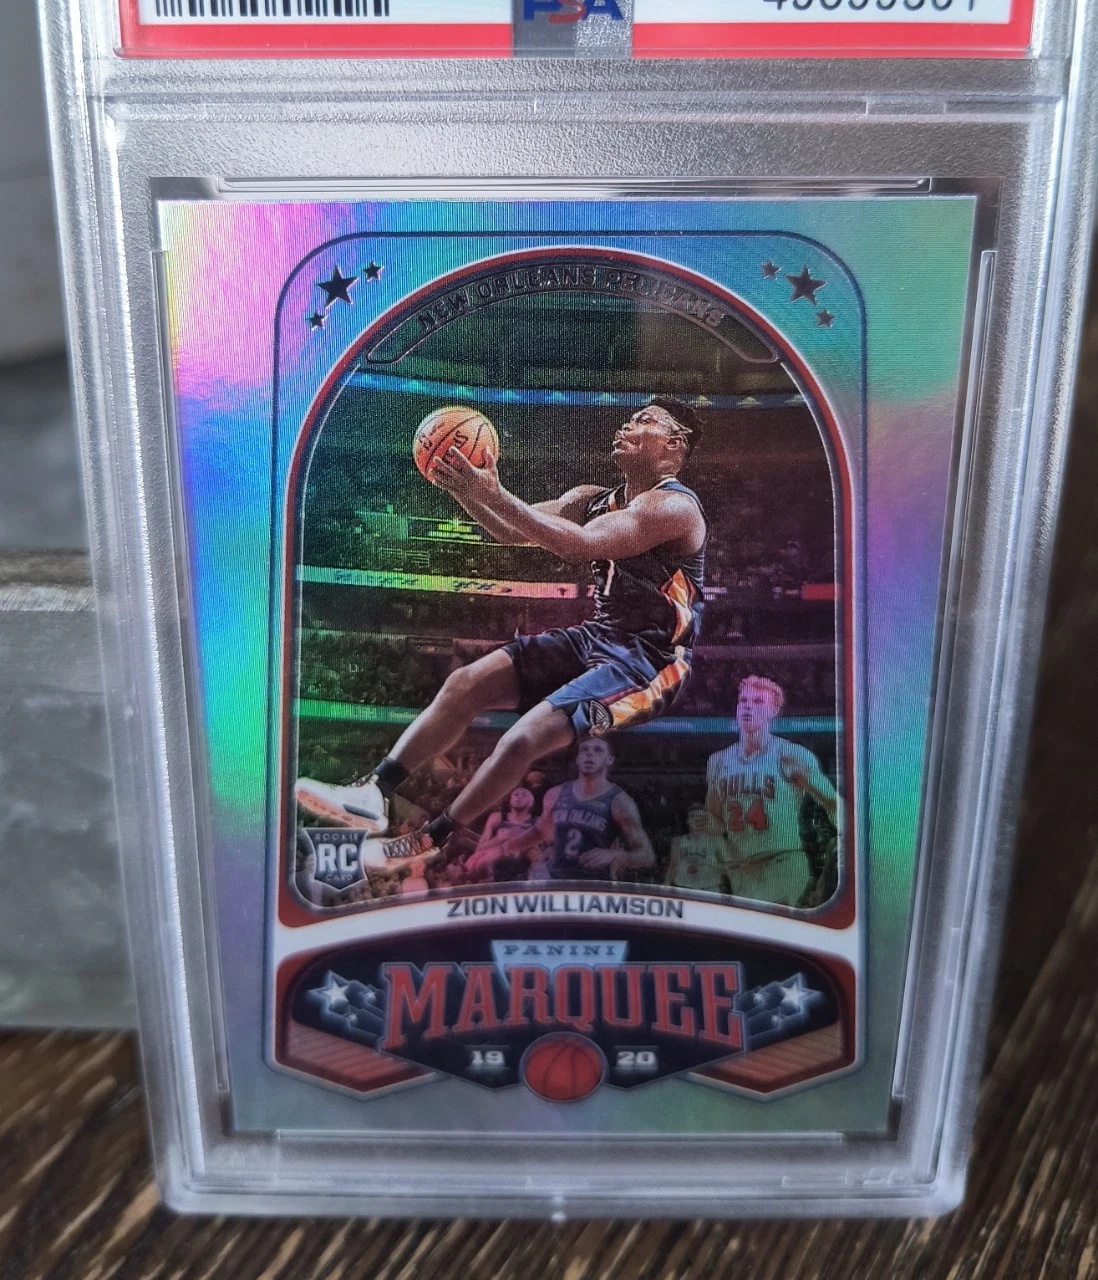 PSA
NEW ORLEANS PELICANS
BULLS
24
NEW ORLEANS
2
ROOKIE
RC
CARD
ZION WILLIAMSON
PANINI
MARQUEE
19 20